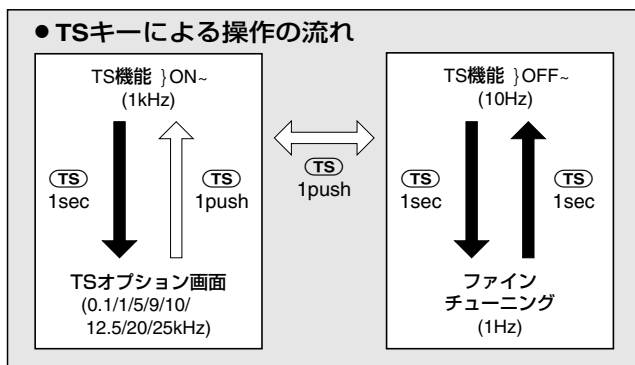 ● TSキーによる操作の流れ
TS機能 }ON~
(1kHz)
TS
1sec
TS
1push
TSオプション画面
(0.1/1/5/9/10/
12.5/20/25kHz)
TS
1push
TS機能 }OFF~
(10Hz)
TS
1sec
TS
1sec
ファイン
チューニング
(1Hz)